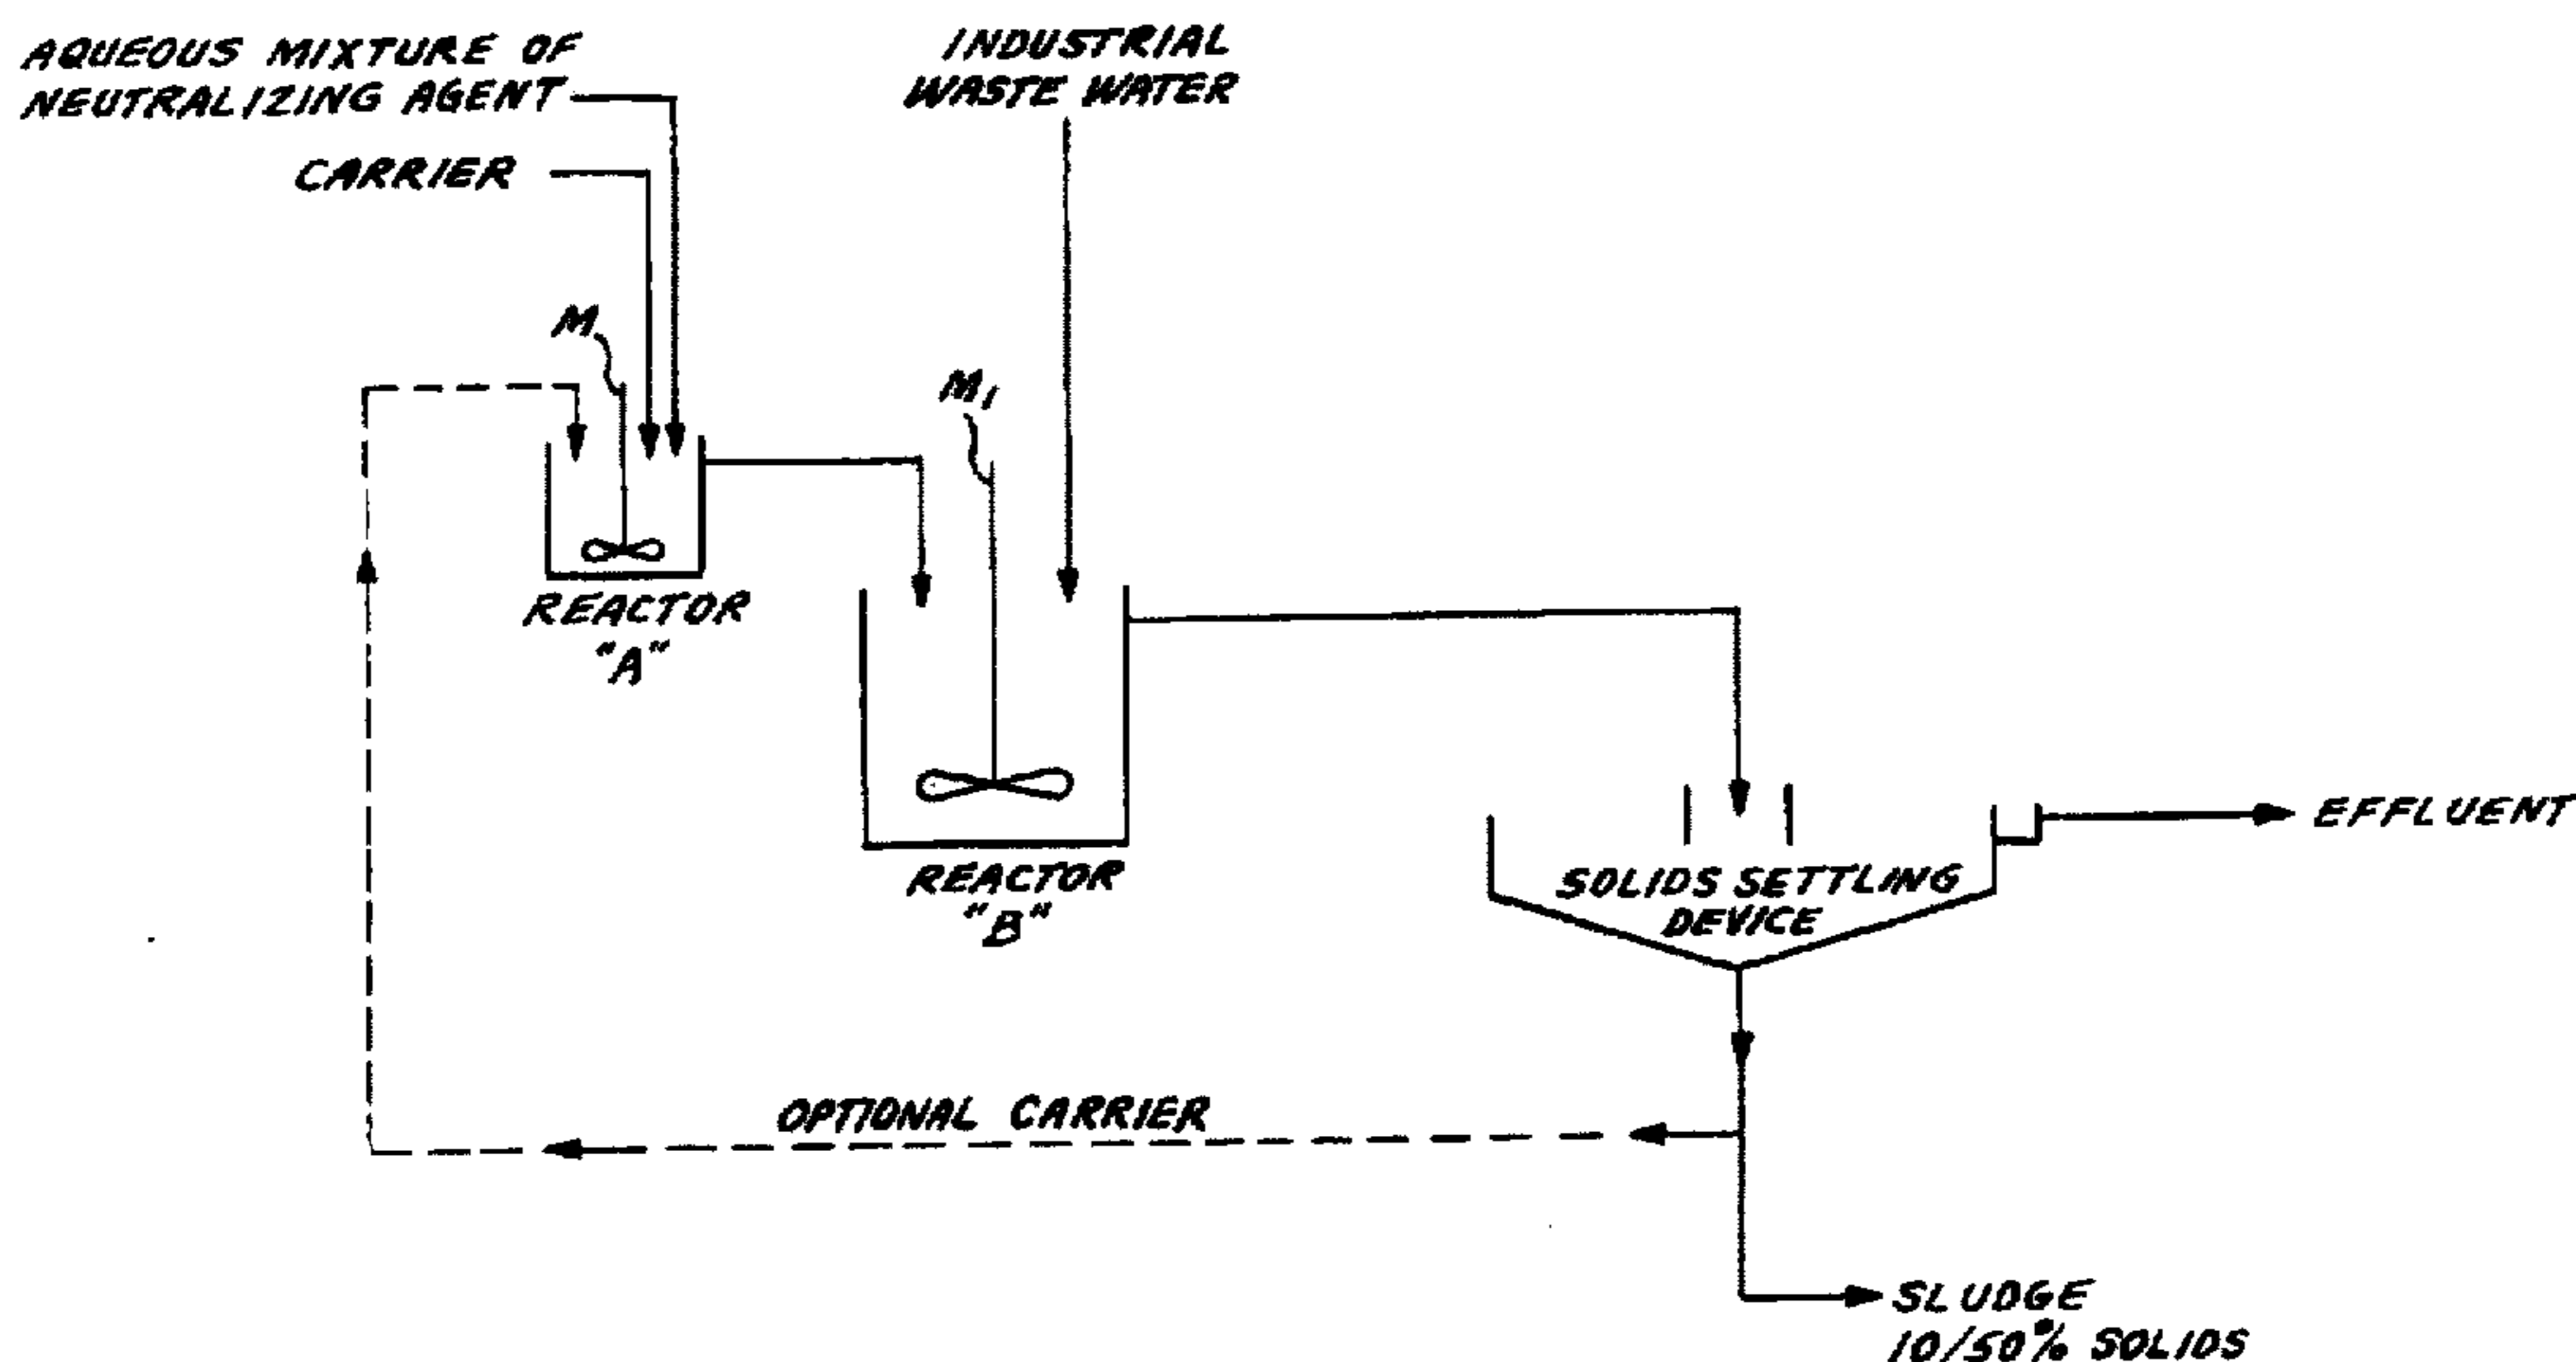 AQUEOUS MIXTURE OF
NEUTRALIZING AGENT
CARRIER
INDUSTRIAL
WASTE WATER
M
M1
REACTOR
"A"
REACTOR
"B"
SOLIDS SETTLING
DEVICE
EFFLUENT
OPTIONAL CARRIER
SLUDGE
10/50% SOLIDS